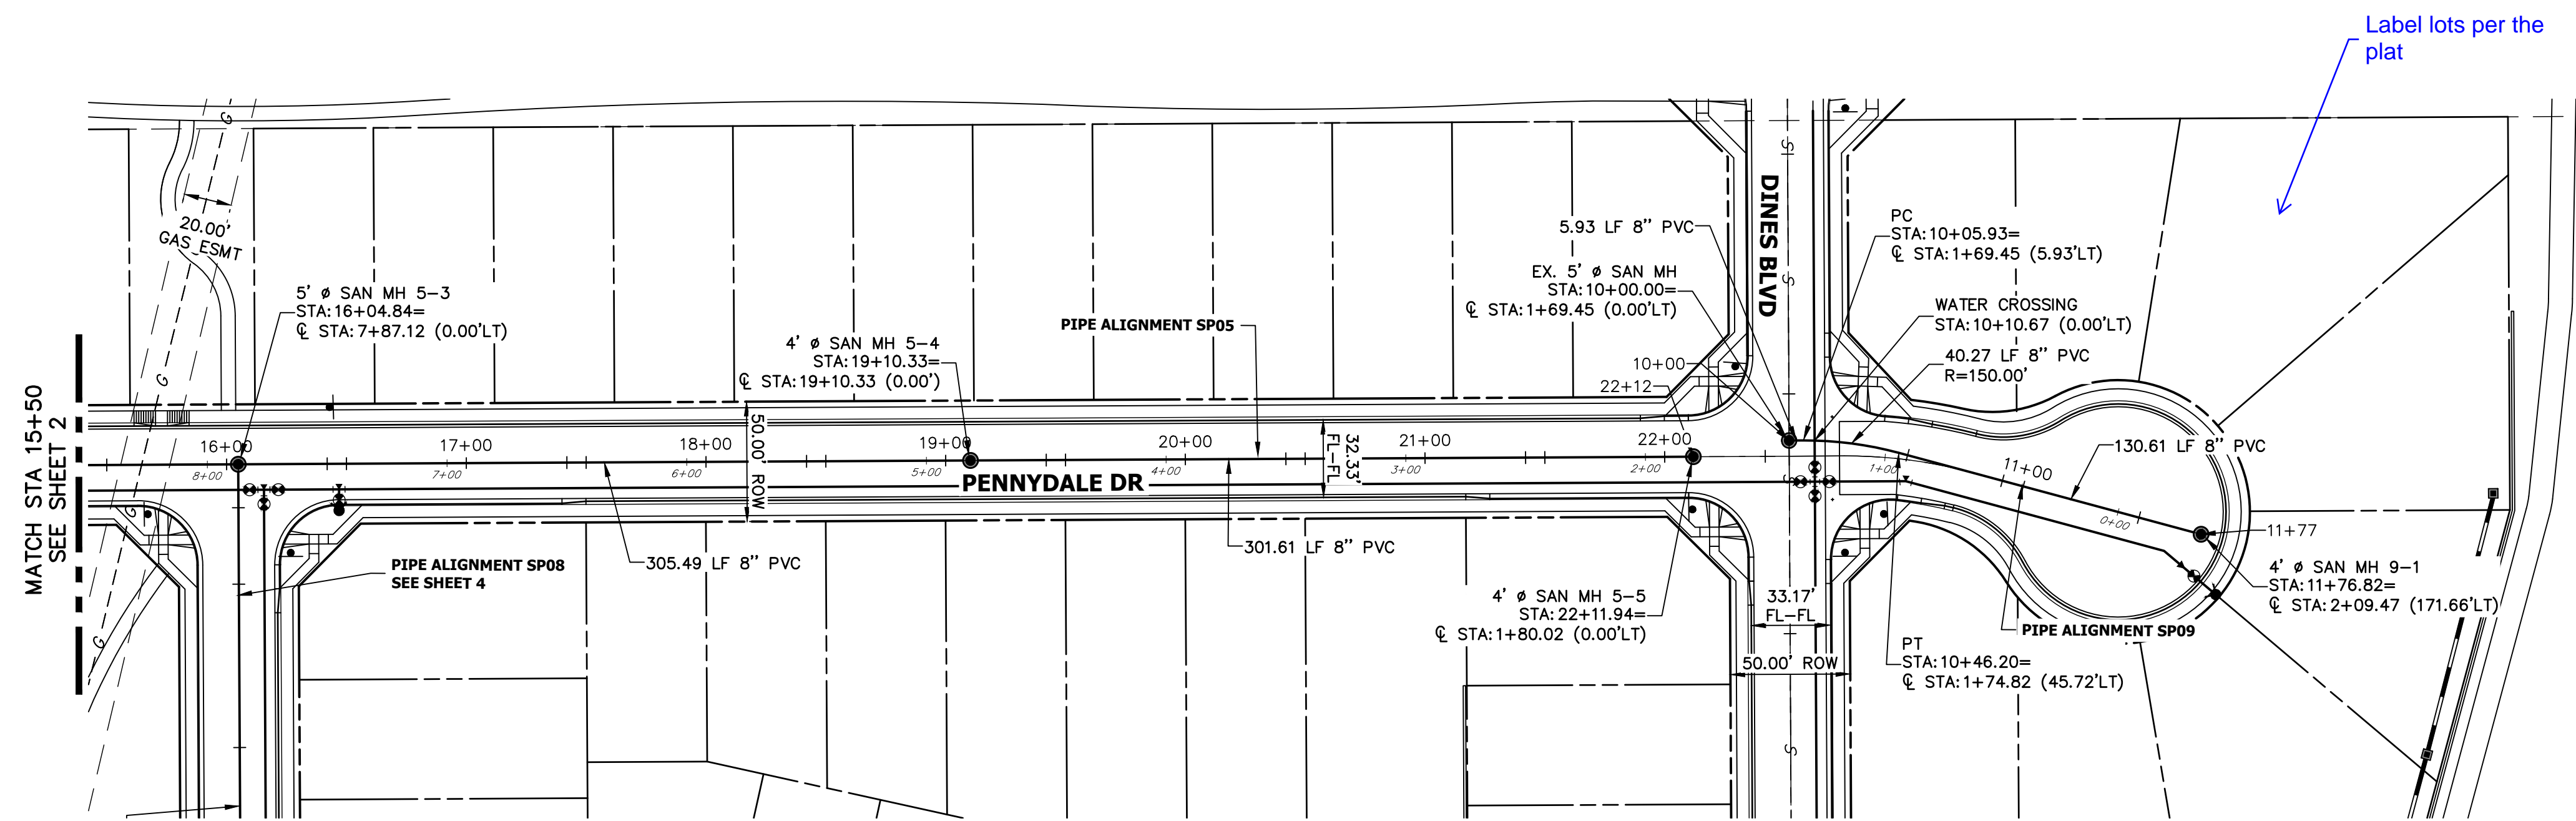 Label lots per the
plat
G
20.00'
GAS ESMT
G
G
G
MATCH STA 15+50
SEE SHEET 2
5' ø SAN MH 5-3
STA:16+04.84=
℄ STA:7+87.12 (0.00'LT)
4' ø SAN MH 5-4
STA:19+10.33=
℄ STA:19+10.33 (0.00')
PIPE ALIGNMENT SP05
5.93 LF 8" PVC
EX. 5' ø SAN MH
STA:10+00.00=
℄ STA:1+69.45 (0.00'LT)
10+00
22+12
DINES BLVD
S
S
S
S
PC
STA:10+05.93=
℄ STA:1+69.45 (5.93'LT)
WATER CROSSING
STA:10+10.67 (0.00'LT)
40.27 LF 8" PVC
R=150.00'
130.61 LF 8" PVC
16+00
17+00
18+00
19+00
20+00
21+00
22+00
11+00
8+00
7+00
6+00
5+00
4+00
3+00
2+00
1+00
0+00
50.00' ROW
32.33'
FL-FL
PENNYDALE DR
11+77
4' ø SAN MH 9-1
STA:11+76.82=
℄ STA:2+09.47 (171.66'LT)
PIPE ALIGNMENT SP08
SEE SHEET 4
305.49 LF 8" PVC
301.61 LF 8" PVC
4' ø SAN MH 5-5
STA:22+11.94=
℄ STA:1+80.02 (0.00'LT)
33.17'
FL-FL
50.00' ROW
PIPE ALIGNMENT SP09
PT
STA:10+46.20=
℄ STA:1+74.82 (45.72'LT)